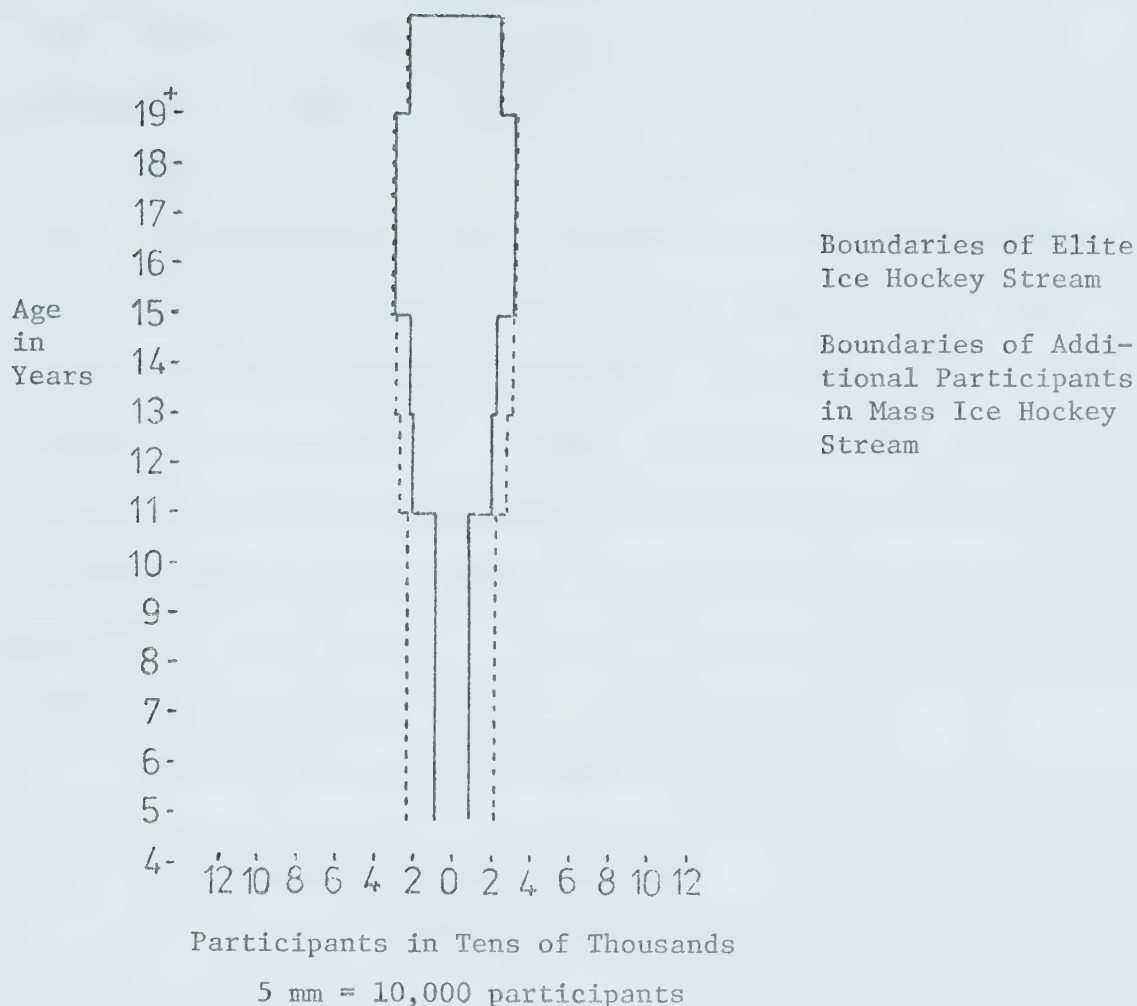 19+-
18-
17-
16-
15-
14-
13-
12-
11-
10-
9-
8-
7-
6-
5-
4-
Age
in
Years
12 10 8 6 4 2 0 2 4 6 8 10 12
Participants in Tens of Thousands
5 mm = 10,000 participants
Boundaries of Elite
Ice Hockey Stream
Boundaries of Addi-
tional Participants
in Mass Ice Hockey
Stream